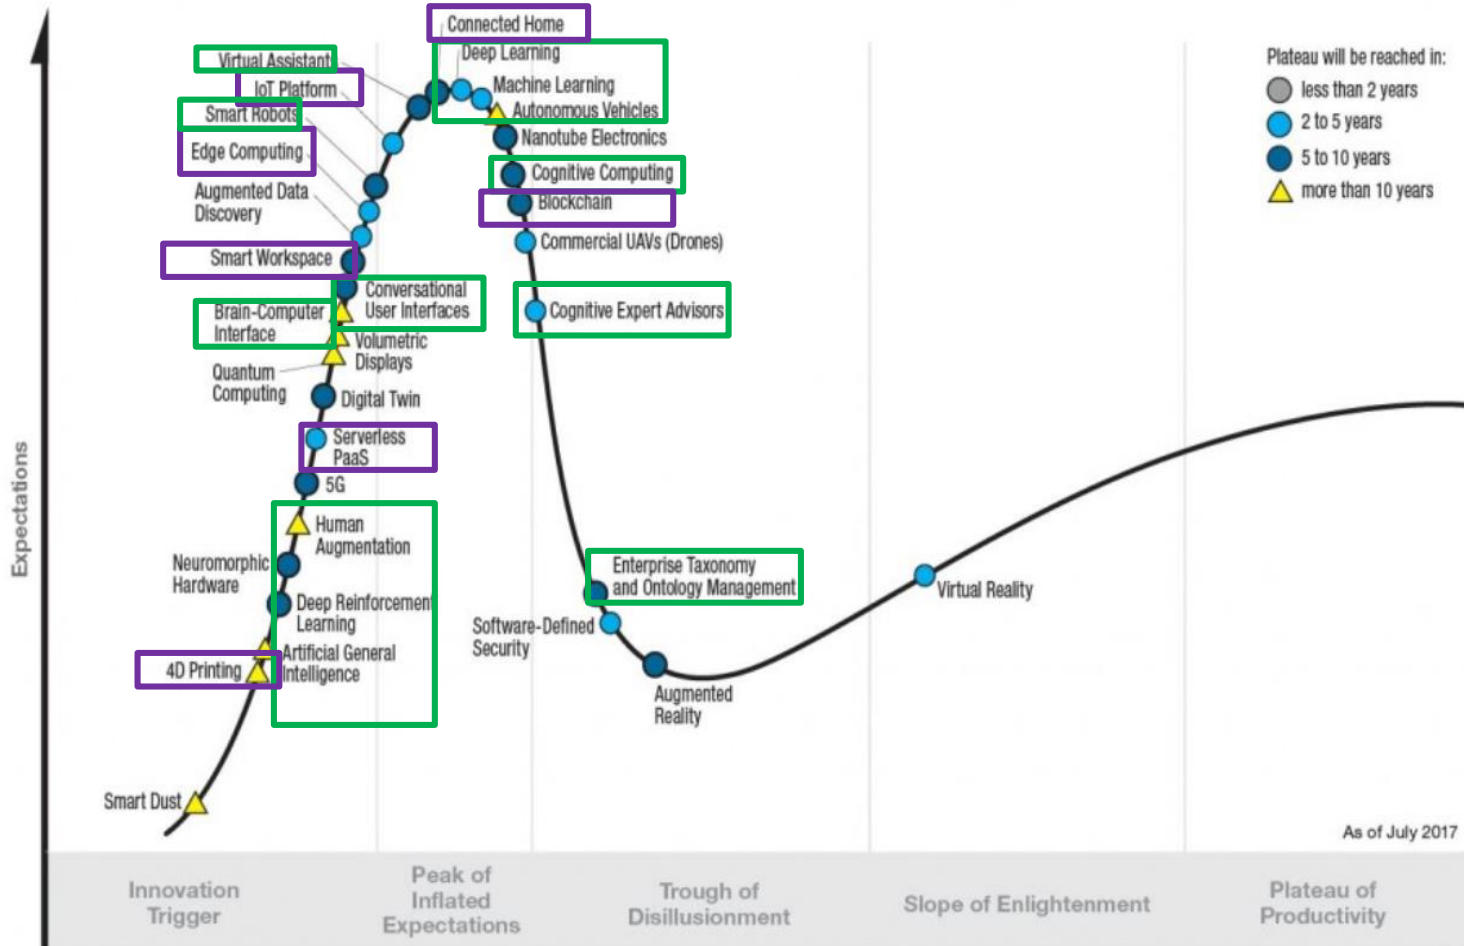 Connected Home
Deep Learning
Virtual Assistants
IoT Platform
Machine Learning
Smart Robots
Autonomous Vehicles
Nanotube Electronics
Edge Computing
Cognitive Computing
Augmented Data
Discovery
Blockchain
Commercial UAVs (Drones)
Smart Workspace
Conversational
User Interfaces
Cognitive Expert Advisors
Brain-Computer
Interface
Volumetric
Displays
Quantum
Computing
Digital Twin
Serverless
PaaS
5G
Human
Augmentation
Neuromorphic
Hardware
Deep Reinforcement
Learning
Artificial General
Intelligence
4D Printing
Smart Dust
Enterprise Taxonomy
and Ontology Management
Software-Defined
Security
Augmented
Reality
Virtual Reality
Plateau will be reached in:
less than 2 years
2 to 5 years
5 to 10 years
more than 10 years
As of July 2017
Expectations
Innovation
Trigger
Peak of
Inflated
Expectations
Trough of
Disillusionment
Slope of Enlightenment
Plateau of
Productivity